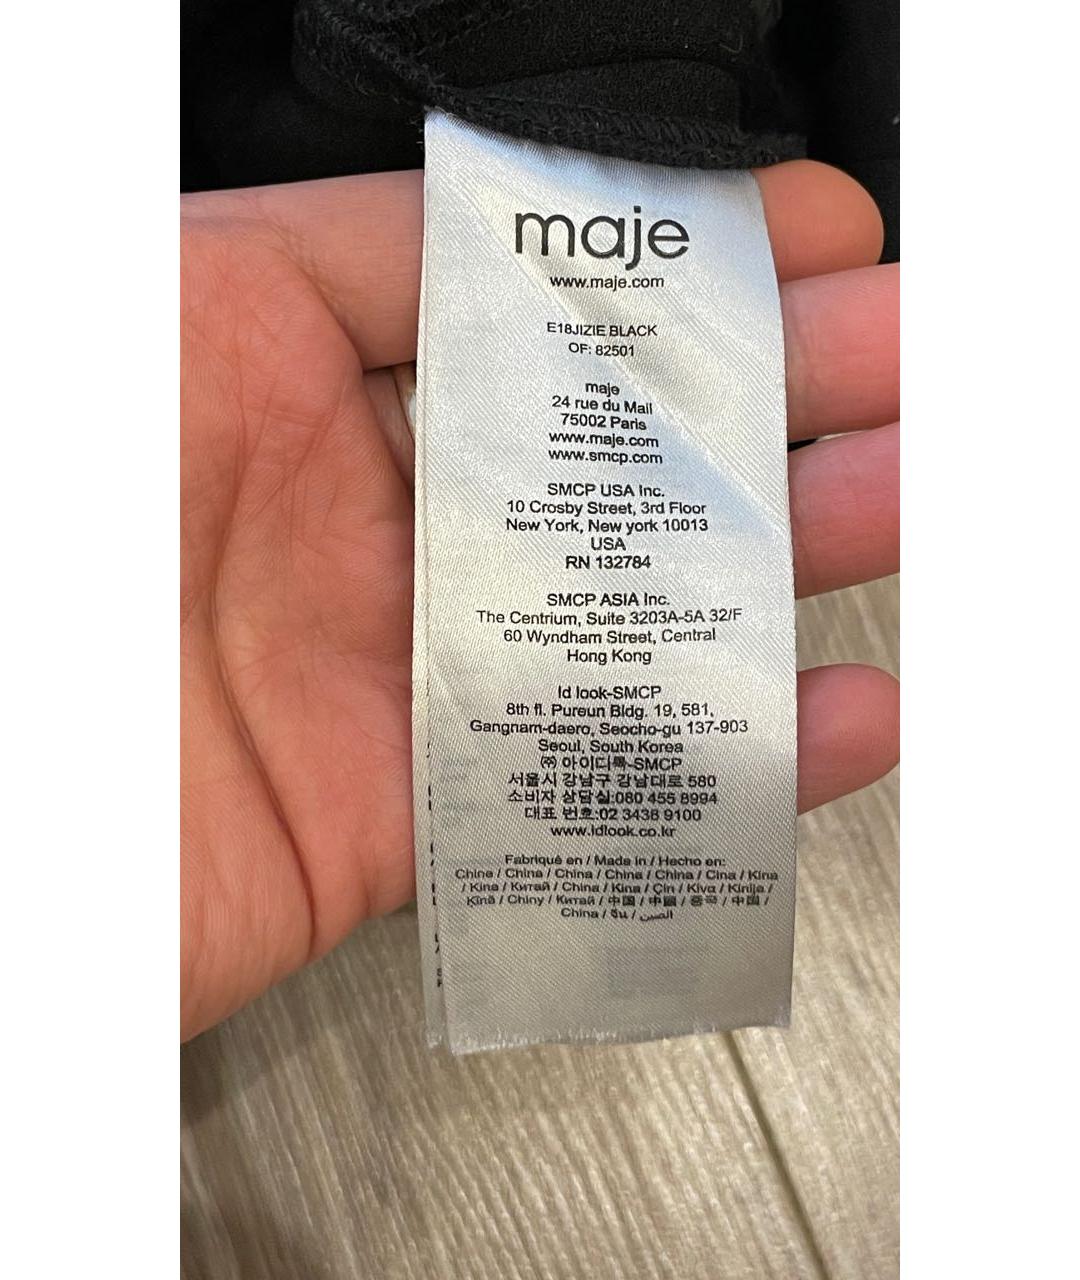 maje
www.maje.com
E18JIZIE BLACK
OF: 82501
maje
24 rue du Mail
75002 Paris
www.maje.com
www.smcp.com
SMCP USA Inc.
10 Crosby Street, 3rd Floor
New York, New york 10013
USA
RN 132784
SMCP ASIA Inc.
The Centrium, Suite 3203A-5A 32/F
60 Wyndham Street, Central
Hong Kong
Id look-SMCP
8th fl. Pureun Bldg. 19, 581,
Gangnam-daero, Seocho-gu 137-903
Seoul, South Korea
㈜ 아이디룩-SMCP
서울시 강남구 강남대로 580
소비자 상담실:080 455 8994
대표 번호:02 3438 9100
www.idlook.co.kr
Fabriqué en / Made in / Hecho en:
Chine / China / China / China / China / Cina / Kina
/ Kina / Китай / China / Kina / Çin / Kίνα / Kinija /
Ķīnā / Chiny / Китай / 中国 / 中國 / 중국 / 中国 /
China / จีน / الصين